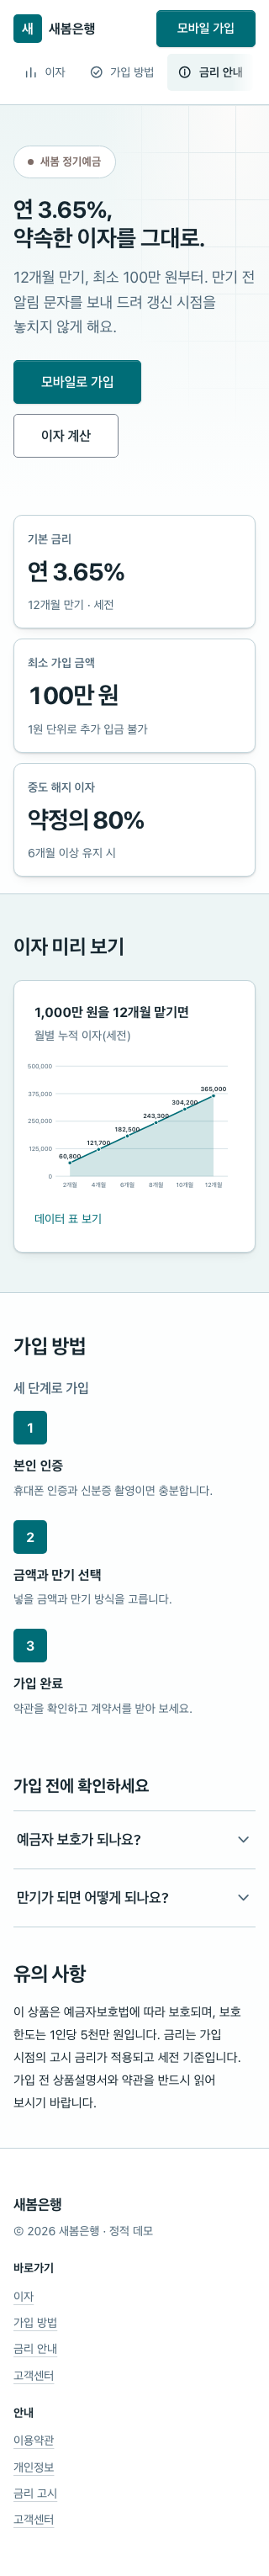 새 새봄은행
모바일 가입
이자 가입 방법 금리 안내
새봄 정기예금
연 3.65%,
약속한 이자를 그대로.
12개월 만기, 최소 100만 원부터. 만기 전
알림 문자를 보내 드려 갱신 시점을
놓치지 않게 해요.
모바일로 가입
이자 계산
기본 금리
연 3.65%
12개월 만기 · 세전
최소 가입 금액
100만 원
1원 단위로 추가 입금 불가
중도 해지 이자
약정의 80%
6개월 이상 유지 시
이자 미리 보기
1,000만 원을 12개월 맡기면
월별 누적 이자(세전)
500,000
375,000
250,000
125,000
0
60,800
121,700
182,500
243,300
304,200
365,000
2개월 4개월 6개월 8개월 10개월 12개월
데이터 표 보기
가입 방법
세 단계로 가입
1
본인 인증
휴대폰 인증과 신분증 촬영이면 충분합니다.
2
금액과 만기 선택
넣을 금액과 만기 방식을 고릅니다.
3
가입 완료
약관을 확인하고 계약서를 받아 보세요.
가입 전에 확인하세요
예금자 보호가 되나요?
만기가 되면 어떻게 되나요?
유의 사항
이 상품은 예금자보호법에 따라 보호되며, 보호
한도는 1인당 5천만 원입니다. 금리는 가입
시점의 고시 금리가 적용되고 세전 기준입니다.
가입 전 상품설명서와 약관을 반드시 읽어
보시기 바랍니다.
새봄은행
© 2026 새봄은행 · 정적 데모
바로가기
이자
가입 방법
금리 안내
고객센터
안내
이용약관
개인정보
금리 고시
고객센터